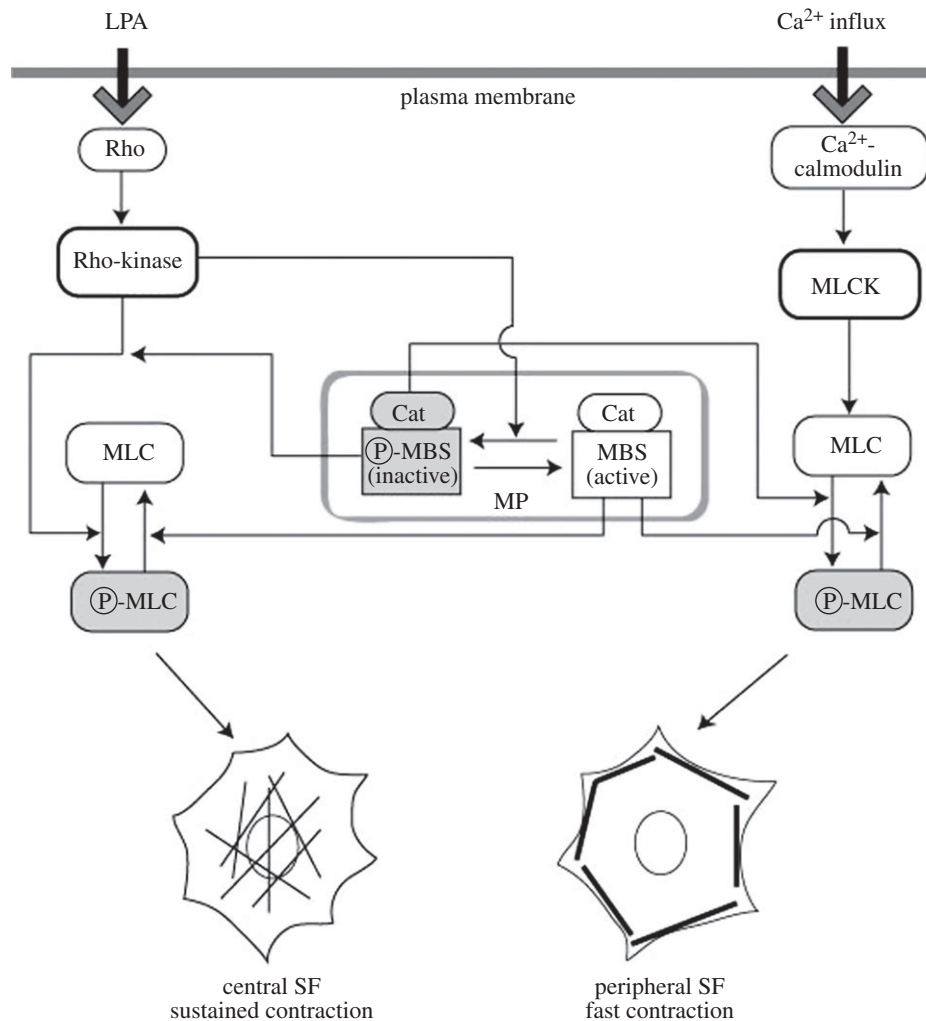 LPA
Ca²⁺ influx
plasma membrane
Rho
Ca²⁺-
calmodulin
Rho-kinase
MLCK
Cat
Cat
MLC
Ⓟ-MBS
(inactive)
MBS
(active)
MLC
MP
Ⓟ-MLC
Ⓟ-MLC
central SF
sustained contraction
peripheral SF
fast contraction